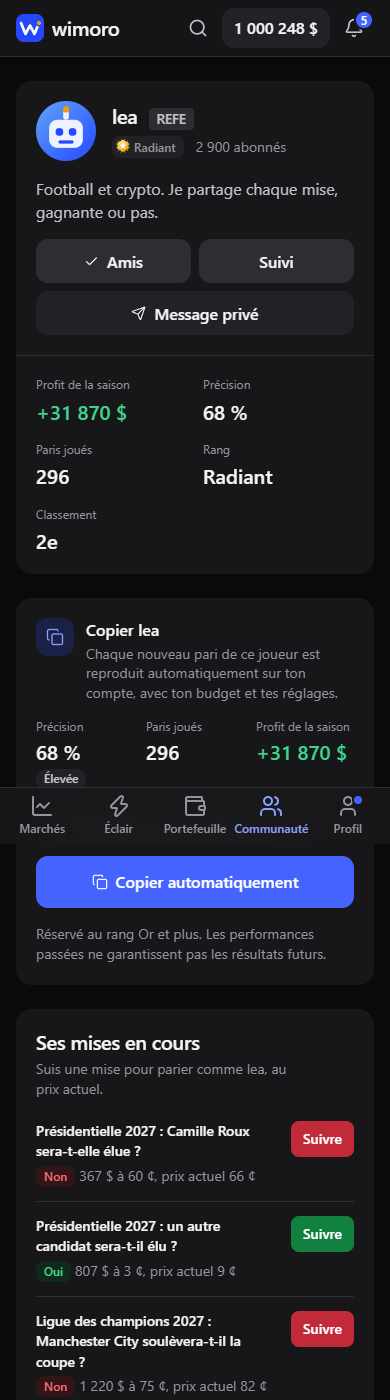 wimoro
1 000 248 $
5
lea REFE
Radiant 2 900 abonnés
Football et crypto. Je partage chaque mise,
gagnante ou pas.
Amis
Suivi
Message privé
Profit de la saison
+31 870 $
Précision
68 %
Paris joués
296
Rang
Radiant
Classement
2e
Copier lea
Chaque nouveau pari de ce joueur est
reproduit automatiquement sur ton
compte, avec ton budget et tes réglages.
Précision
68 %
Élevée
Paris joués
296
Profit de la saison
+31 870 $
Marchés
Éclair
Portefeuille
Communauté
Profil
Copier automatiquement
Réservé au rang Or et plus. Les performances
passées ne garantissent pas les résultats futurs.
Ses mises en cours
Suis une mise pour parier comme lea, au
prix actuel.
Présidentielle 2027 : Camille Roux
sera-t-elle élue ?
Non 367 $ à 60 ¢, prix actuel 66 ¢
Suivre
Présidentielle 2027 : un autre
candidat sera-t-il élu ?
Oui 807 $ à 3 ¢, prix actuel 9 ¢
Suivre
Ligue des champions 2027 :
Manchester City soulèvera-t-il la
coupe ?
Non 1 220 $ à 75 ¢, prix actuel 82 ¢
Suivre